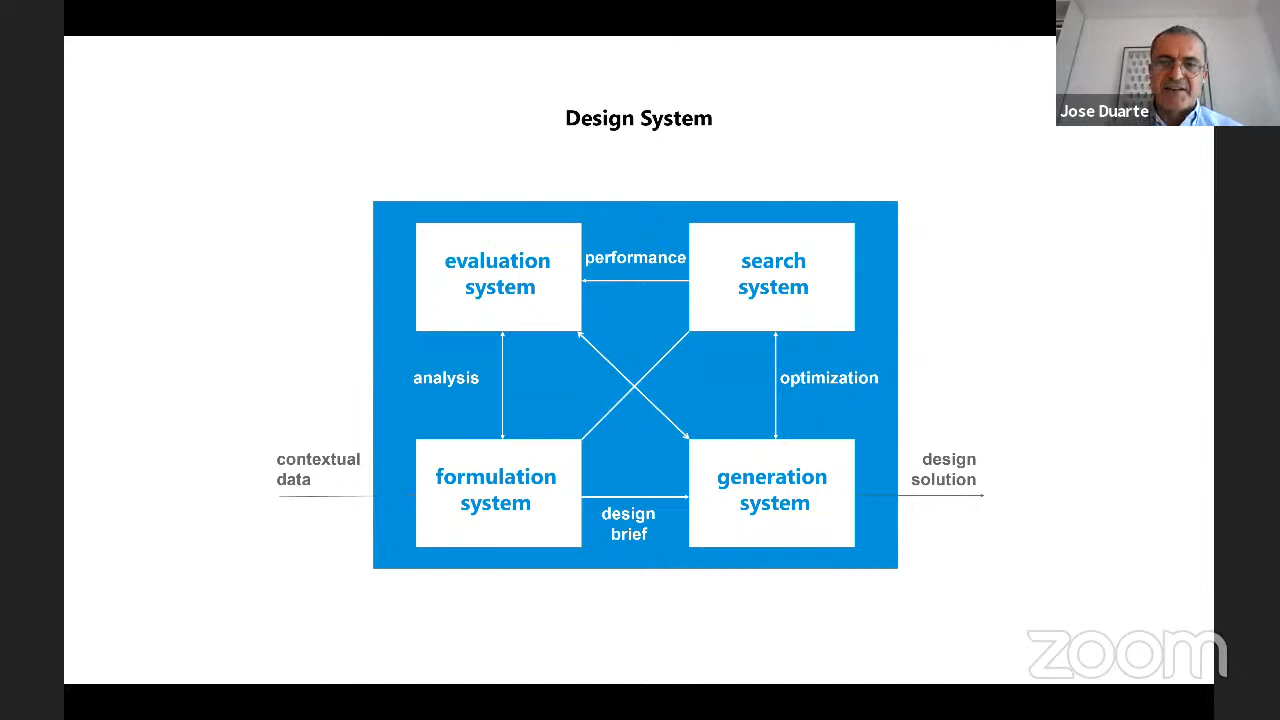 Jose Duarte
Design System
evaluation
system
performance
search
system
analysis
optimization
contextual
data
formulation
system
design
brief
generation
system
design
solution
zoom